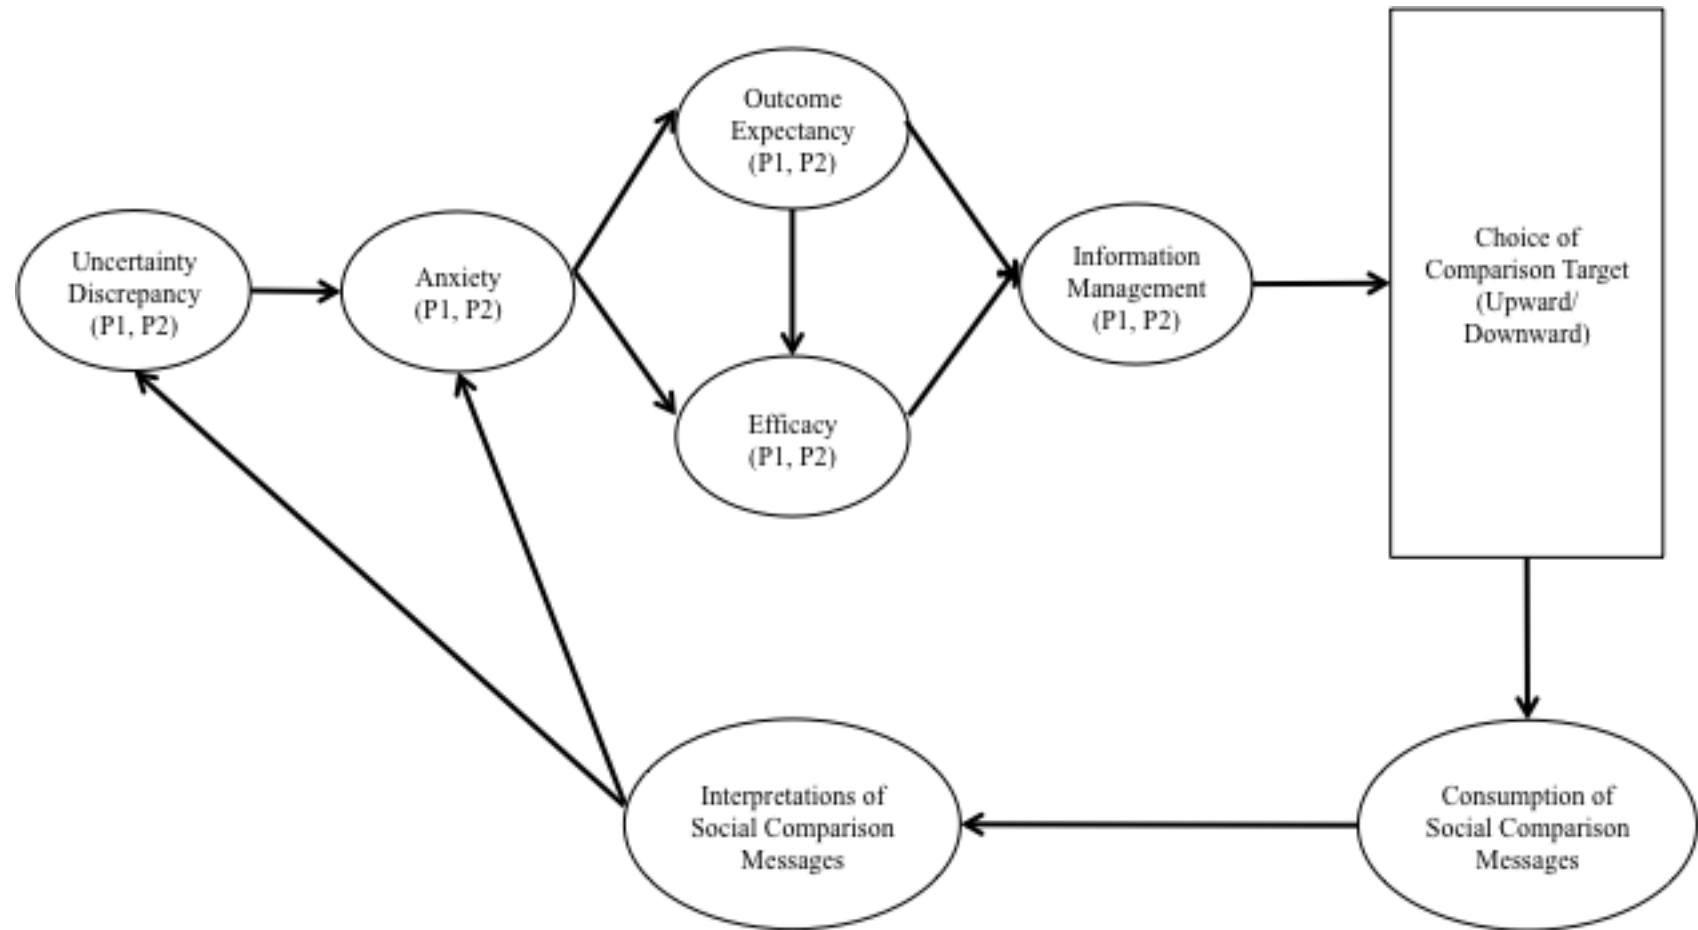 Outcome
Expectancy
(P1, P2)
Uncertainty
Discrepancy
(P1, P2)
Anxiety
(P1, P2)
Information
Management
(P1, P2)
Choice of
Comparison Target
(Upward/
Downward)
Efficacy
(P1, P2)
Interpretations of
Social Comparison
Messages
Consumption of
Social Comparison
Messages